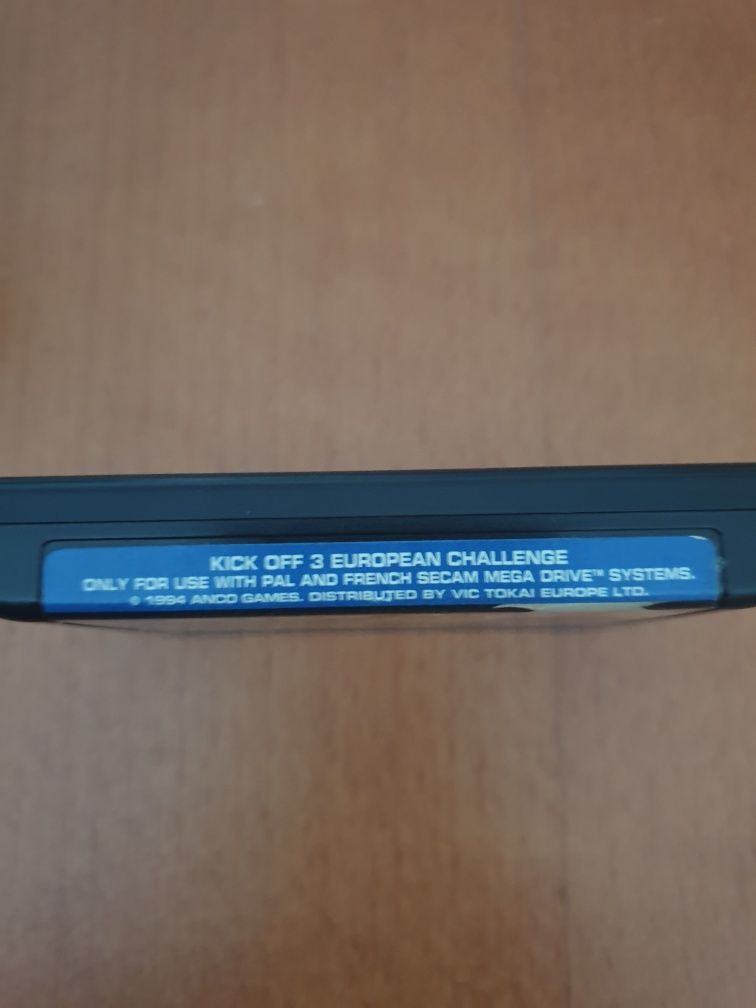 KICK OFF 3 EUROPEAN CHALLENGE
ONLY FOR USE WITH PAL AND FRENCH SECAM MEGA DRIVE™ SYSTEMS.
© 1994 ANCO GAMES. DISTRIBUTED BY VIC TOKAI EUROPE LTD.